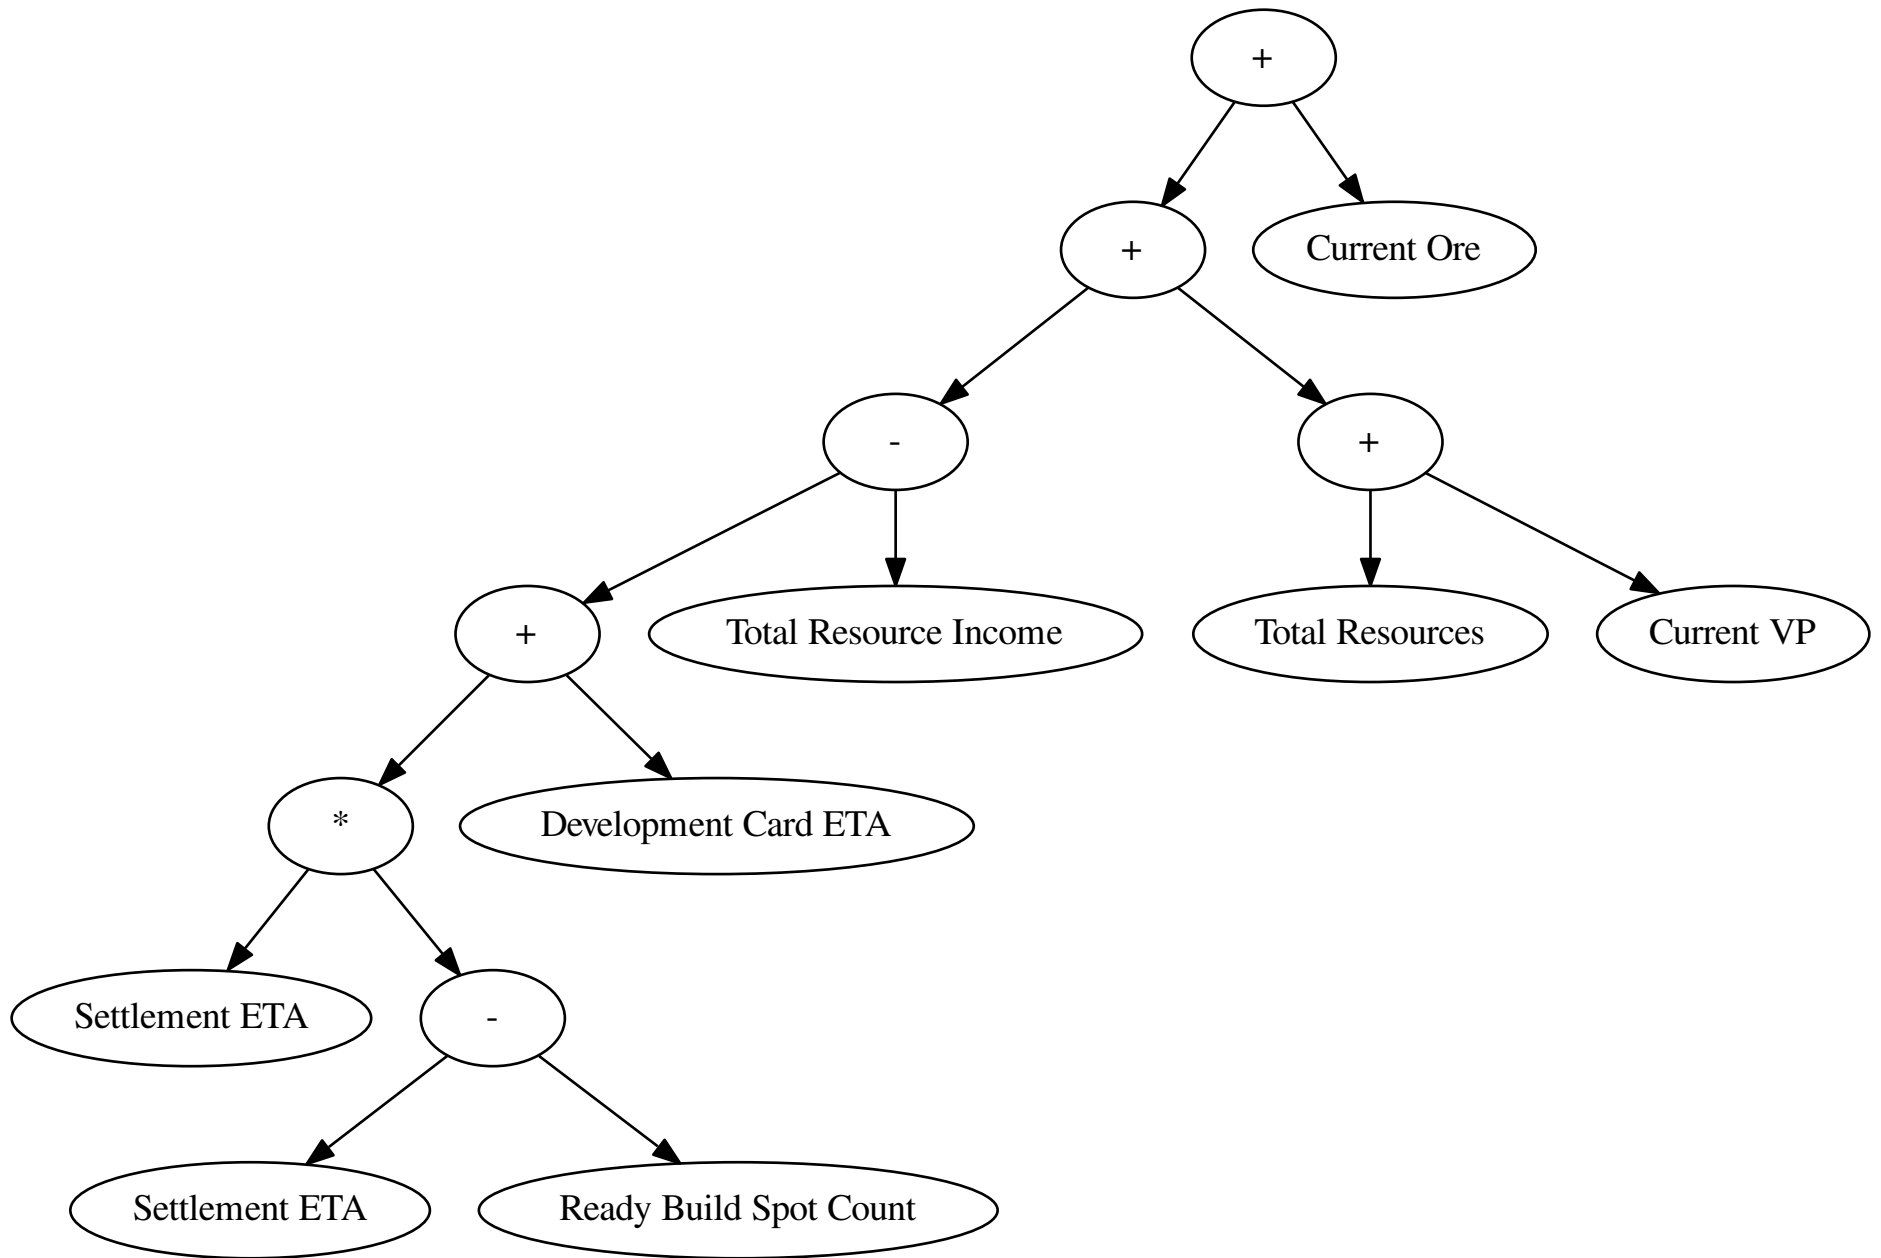 +
+
Current Ore
-
+
+
Total Resource Income
Total Resources
Current VP
*
Development Card ETA
Settlement ETA
-
Settlement ETA
Ready Build Spot Count